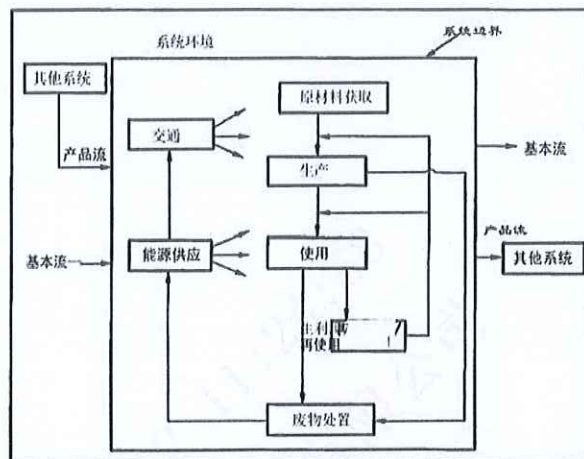 系统环境
系统边界
其他系统
原材料获取
交通
产品流
基本流
生产
产品流
基本流
能源供应
使用
其他系统
再使用
废物处置